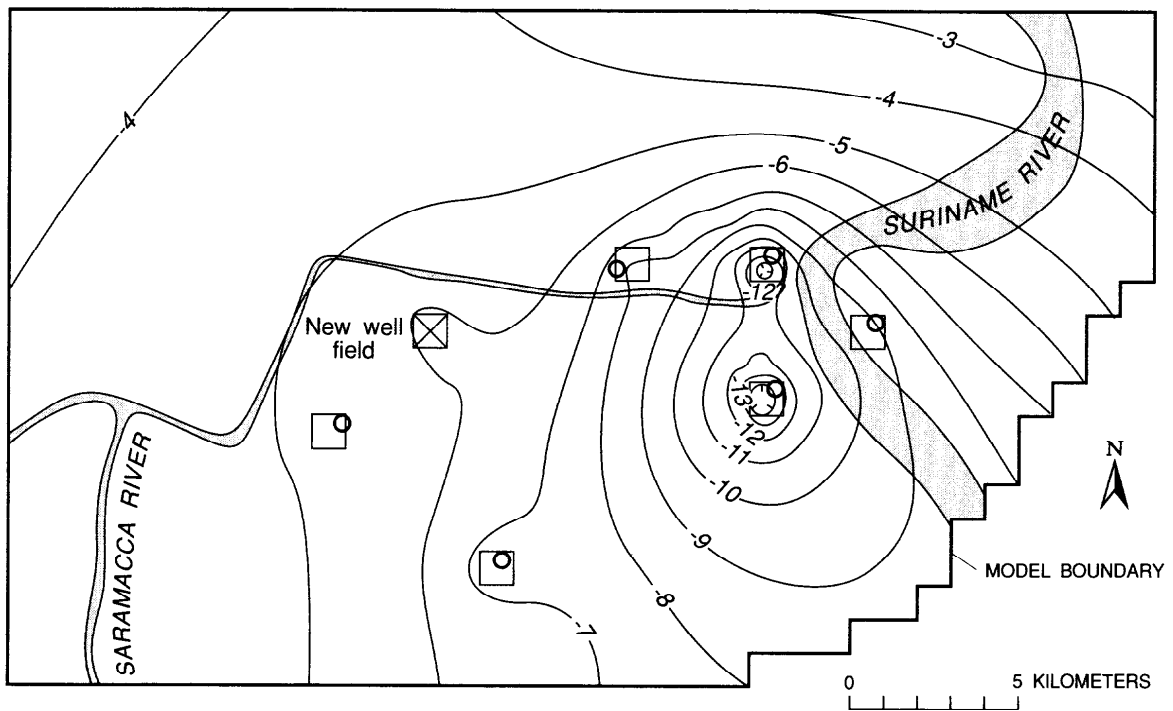 -3
-4
-4
-5
-6
SURINAME RIVER
-12?
New well
field
-13
-12
-11
-10
-9
-8
-7
SARAMACCA RIVER
N
MODEL BOUNDARY
0 5 KILOMETERS